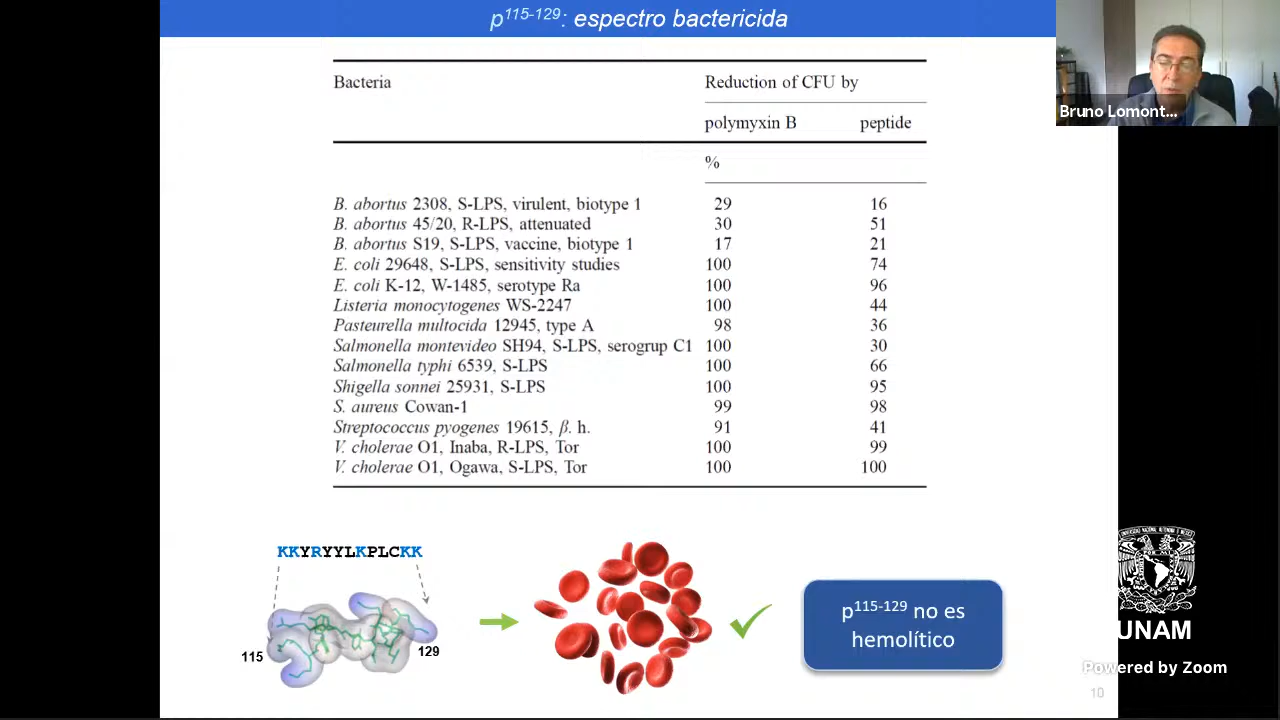 p115-129: espectro bactericida
Bruno Lomont...
Bacteria Reduction of CFU by
polymyxin B peptide
%
B. abortus 2308, S-LPS, virulent, biotype 1 29 16
B. abortus 45/20, R-LPS, attenuated 30 51
B. abortus S19, S-LPS, vaccine, biotype 1 17 21
E. coli 29648, S-LPS, sensitivity studies 100 74
E. coli K-12, W-1485, serotype Ra 100 96
Listeria monocytogenes WS-2247 100 44
Pasteurella multocida 12945, type A 98 36
Salmonella montevideo SH94, S-LPS, serogrup C1 100 30
Salmonella typhi 6539, S-LPS 100 66
Shigella sonnei 25931, S-LPS 100 95
S. aureus Cowan-1 99 98
Streptococcus pyogenes 19615, β. h. 91 41
V. cholerae O1, Inaba, R-LPS, Tor 100 99
V. cholerae O1, Ogawa, S-LPS, Tor 100 100
KKYRYYLKPLCKK
115
129
p115-129 no es
hemolítico
UNAM
Powered by Zoom
10